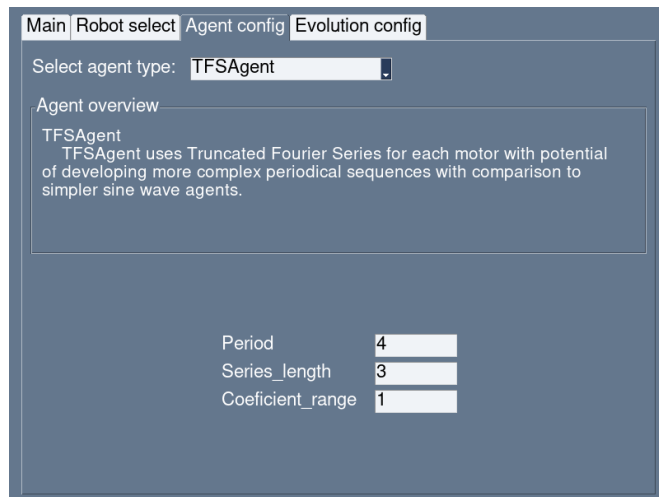 Main Robot select Agent config Evolution config
Select agent type: TFSAgent
Agent overview
TFSAgent
TFSAgent uses Truncated Fourier Series for each motor with potential
of developing more complex periodical sequences with comparison to
simpler sine wave agents.
Period 4
Series_length 3
Coeficient_range 1